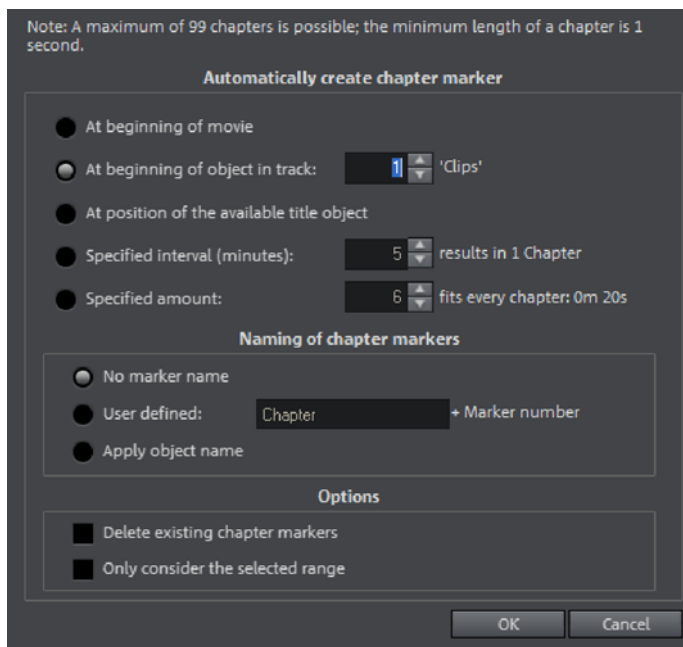 Note: A maximum of 99 chapters is possible; the minimum length of a chapter is 1
second.
Automatically create chapter marker
At beginning of movie
At beginning of object in track: 1 'Clips'
At position of the available title object
Specified interval (minutes): 5 results in 1 Chapter
Specified amount: 6 fits every chapter: 0m 20s
Naming of chapter markers
No marker name
User defined: Chapter + Marker number
Apply object name
Options
Delete existing chapter markers
Only consider the selected range
OK Cancel